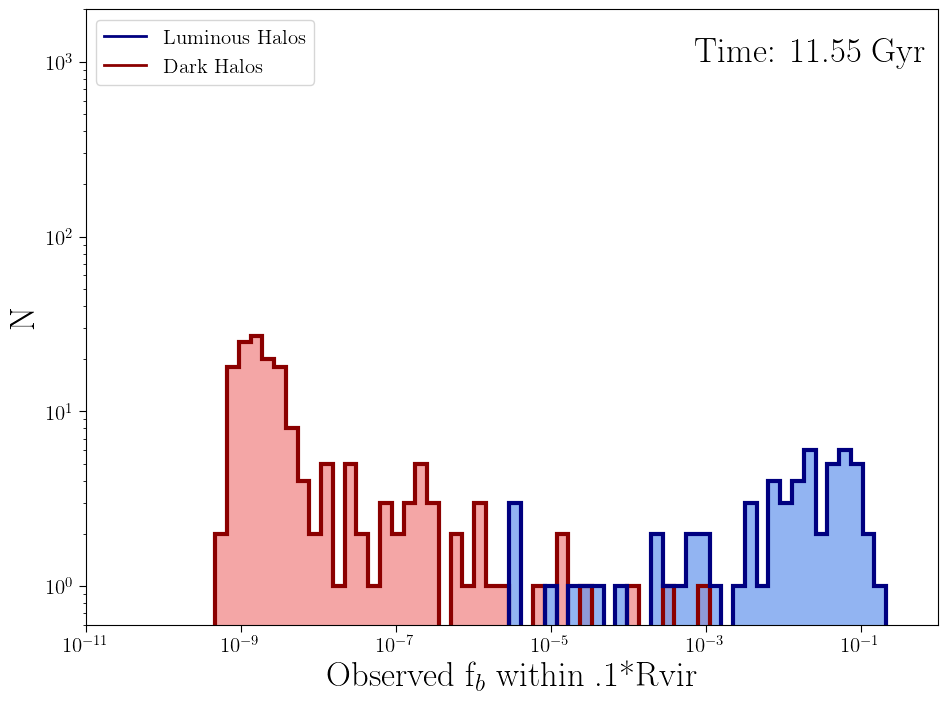 Luminous Halos
Dark Halos
Time: 11.55 Gyr
10³
10²
10¹
10⁰
N
10⁻¹¹ 10⁻⁹ 10⁻⁷ 10⁻⁵ 10⁻³ 10⁻¹
Observed f_b within .1*Rvir